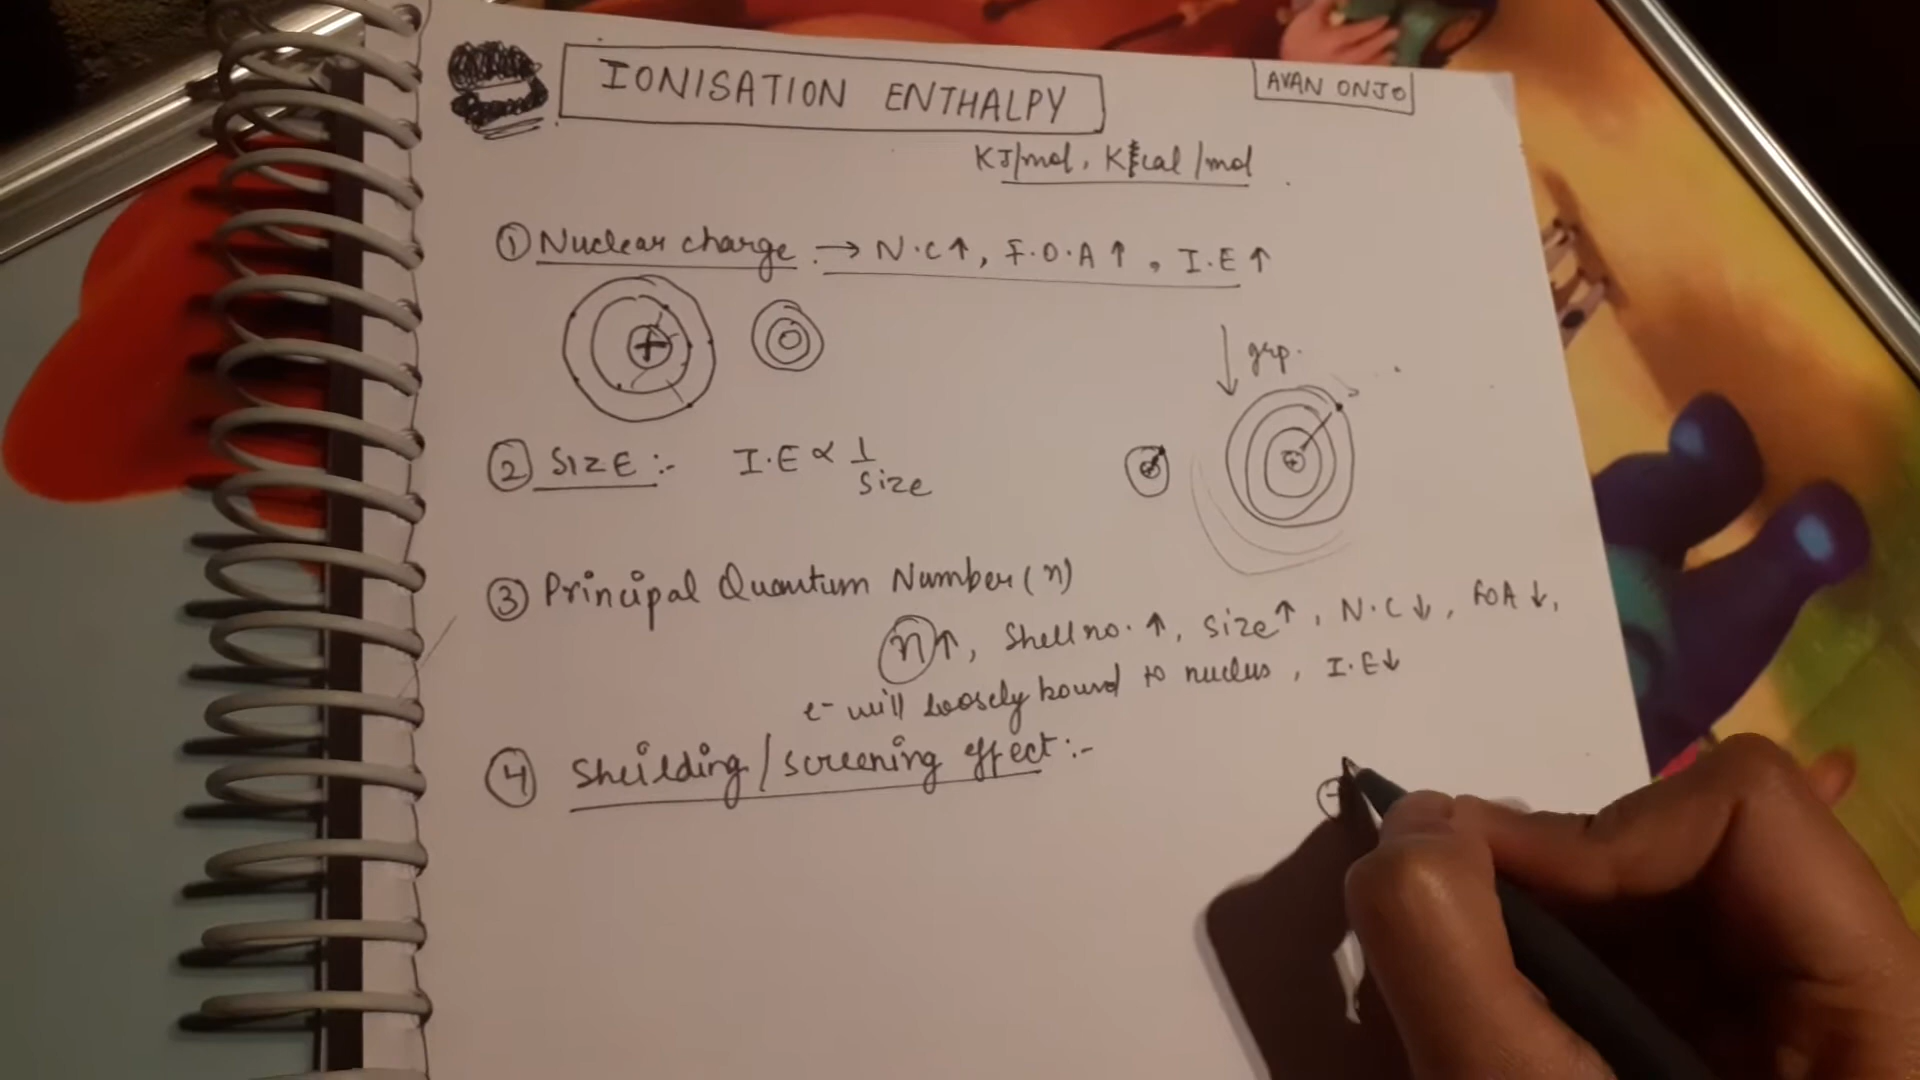 IONISATION ENTHALPY
AVAN ONJO
KJ/mol, Kcal/mol
① Nuclear charge → N.C↑, F.O.A↑, I.E↑
+
grp.
② SIZE :- I.E ∝ 1/size
+
+
③ Principal Quantum Number (n)
n↑, Shell no.↑, Size↑, N.C↓, FOA↓,
e- will loosely bound to nucleus, I.E↓
④ Sheilding/screening effect :-